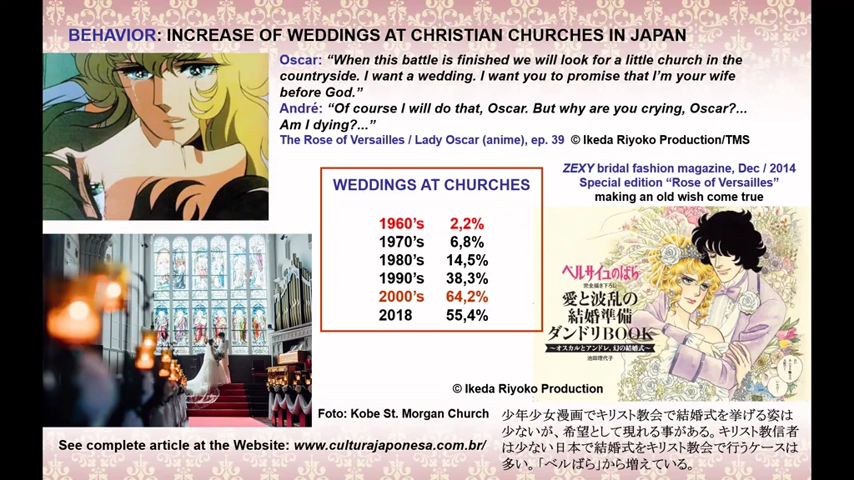 BEHAVIOR: INCREASE OF WEDDINGS AT CHRISTIAN CHURCHES IN JAPAN
Oscar: “When this battle is finished we will look for a little church in the
countryside. I want a wedding. I want you to promise that I’m your wife
before God.”
André: “Of course I will do that, Oscar. But why are you crying, Oscar?...
Am I dying?...”
The Rose of Versailles / Lady Oscar (anime), ep. 39 © Ikeda Riyoko Production/TMS
WEDDINGS AT CHURCHES
1960’s 2,2%
1970’s 6,8%
1980’s 14,5%
1990’s 38,3%
2000’s 64,2%
2018 55,4%
ZEXY bridal fashion magazine, Dec / 2014
Special edition “Rose of Versailles”
making an old wish come true
ベルサイユのばら
完全描き下ろし
愛と波乱の
結婚準備
ダンドリBOOK
～オスカルとアンドレ、幻の結婚式～
池田理代子
© Ikeda Riyoko Production
Foto: Kobe St. Morgan Church
少年少女漫画でキリスト教会で結婚式を挙げる姿は
少ないが、希望として現れる事がある。キリスト教信者
は少ない日本で結婚式をキリスト教会で行うケースは
多い。「ベルばら」から増えている。
See complete article at the Website: www.culturajaponesa.com.br/